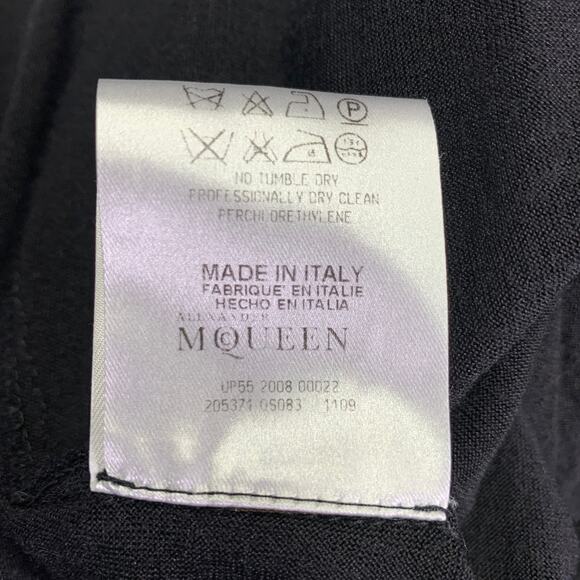 P
NO TUMBLE DRY
PROFESSIONALLY DRY CLEAN
PERCHLORETHYLENE
MADE IN ITALY
FABRIQUE' EN ITALIE
HECHO EN ITALIA
ALEXANDER
MCQUEEN
UP55 2008 00022
205371 QS083 1109